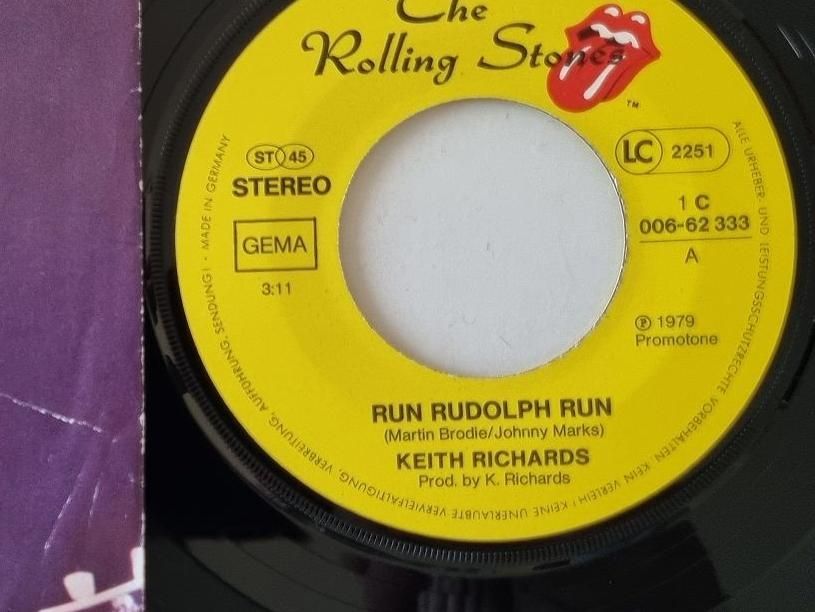 The
Rolling Stones
TM
ST 45
STEREO
GEMA
3:11
LC 2251
1 C
006-62 333
A
Ⓟ 1979
Promotone
RUN RUDOLPH RUN
(Martin Brodie/Johnny Marks)
KEITH RICHARDS
Prod. by K. Richards
ALLE URHEBER- UND LEISTUNGSSCHUTZRECHTE VORBEHALTEN. KEIN VERLEIH! KEINE UNERLAUBTE VERVIELFÄLTIGUNG, VERBREITUNG, AUFFÜHRUNG, SENDUNG! · MADE IN GERMANY